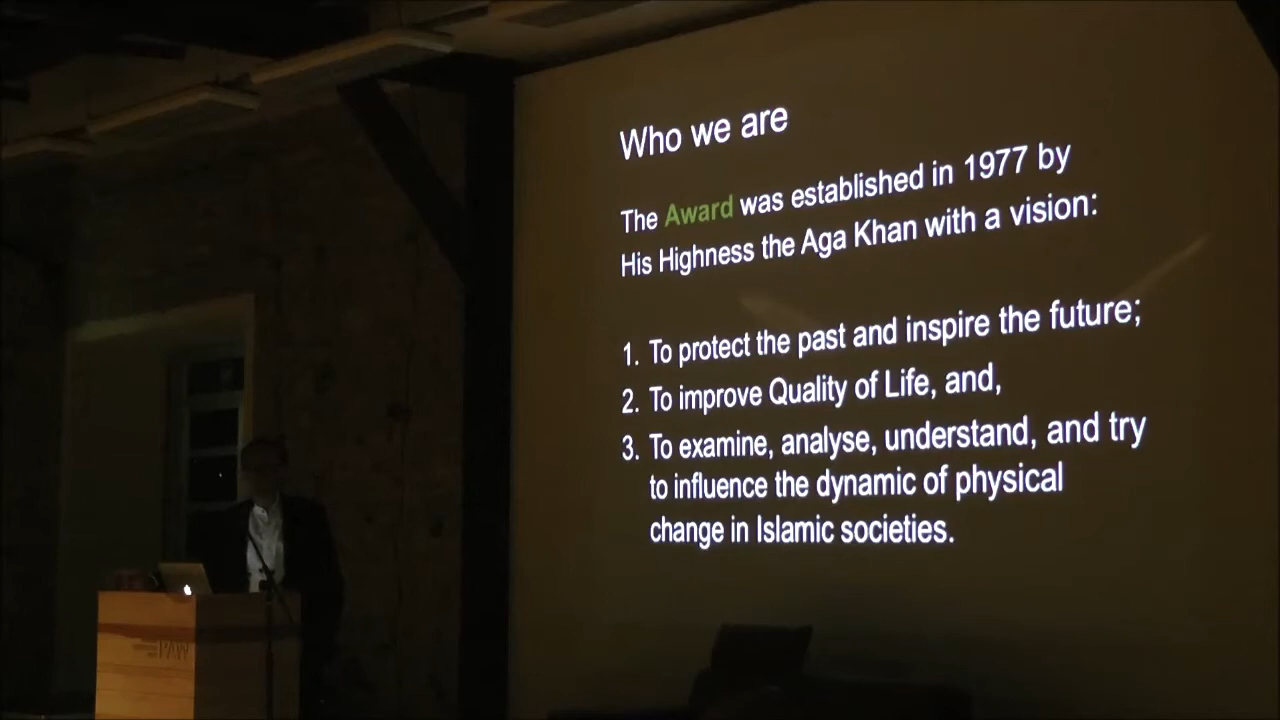 Who we are
The Award was established in 1977 by
His Highness the Aga Khan with a vision:
1. To protect the past and inspire the future;
2. To improve Quality of Life, and,
3. To examine, analyse, understand, and try
to influence the dynamic of physical
change in Islamic societies.